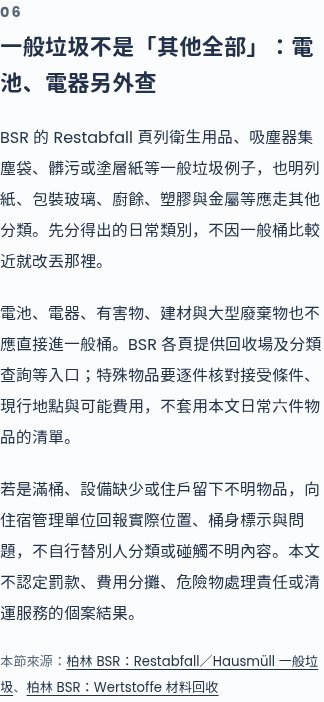 06
一般垃圾不是「其他全部」：電
池、電器另外查
BSR 的 Restabfall 頁列衛生用品、吸塵器集
塵袋、髒污或塗層紙等一般垃圾例子，也明列
紙、包裝玻璃、廚餘、塑膠與金屬等應走其他
分類。先分得出的日常類別，不因一般桶比較
近就改丟那裡。
電池、電器、有害物、建材與大型廢棄物也不
應直接進一般桶。BSR 各頁提供回收場及分類
查詢等入口；特殊物品要逐件核對接受條件、
現行地點與可能費用，不套用本文日常六件物
品的清單。
若是滿桶、設備缺少或住戶留下不明物品，向
住宿管理單位回報實際位置、桶身標示與問
題，不自行替別人分類或碰觸不明內容。本文
不認定罰款、費用分攤、危險物處理責任或清
運服務的個案結果。
本節來源：柏林 BSR：Restabfall／Hausmüll 一般垃
圾、柏林 BSR：Wertstoffe 材料回收